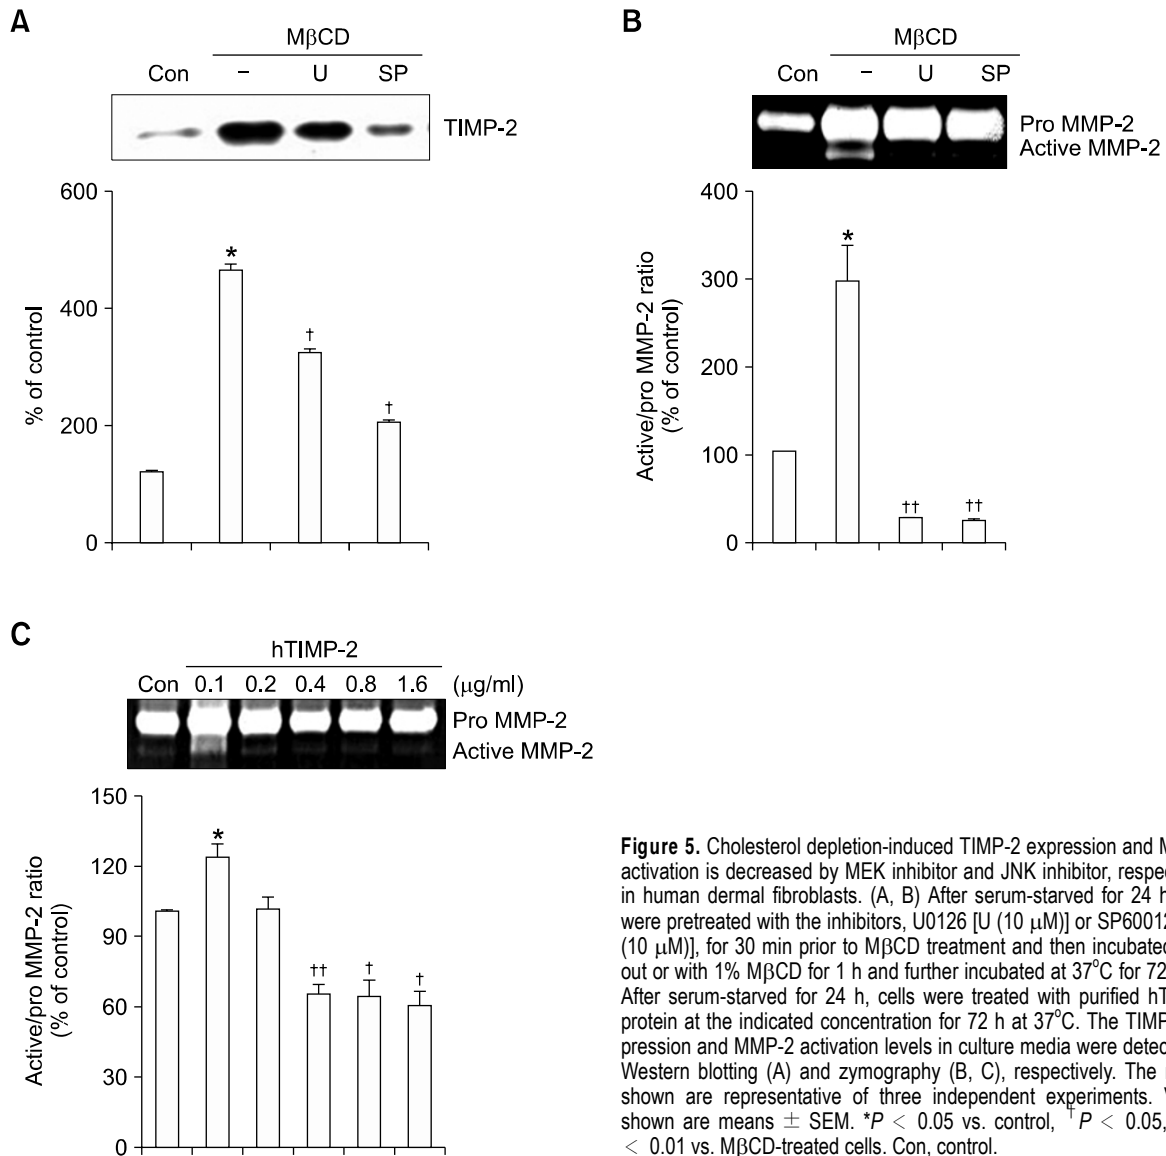 A
MβCD
Con − U SP
TIMP-2
600
400
200
0
% of control
*
†
†
B
MβCD
Con − U SP
Pro MMP-2
Active MMP-2
400
300
200
100
0
Active/pro MMP-2 ratio
(% of control)
*
††
††
C
hTIMP-2
Con 0.1 0.2 0.4 0.8 1.6 (μg/ml)
Pro MMP-2
Active MMP-2
150
120
90
60
30
0
Active/pro MMP-2 ratio
(% of control)
*
††
†
†
Figure 5. Cholesterol depletion-induced TIMP-2 expression and M
activation is decreased by MEK inhibitor and JNK inhibitor, respec
in human dermal fibroblasts. (A, B) After serum-starved for 24 h
were pretreated with the inhibitors, U0126 [U (10 μM)] or SP60012
(10 μM)], for 30 min prior to MβCD treatment and then incubated
out or with 1% MβCD for 1 h and further incubated at 37°C for 72
After serum-starved for 24 h, cells were treated with purified hT
protein at the indicated concentration for 72 h at 37°C. The TIMP
pression and MMP-2 activation levels in culture media were detec
Western blotting (A) and zymography (B, C), respectively. The
shown are representative of three independent experiments.
shown are means ± SEM. *P < 0.05 vs. control, †P < 0.05,
< 0.01 vs. MβCD-treated cells. Con, control.